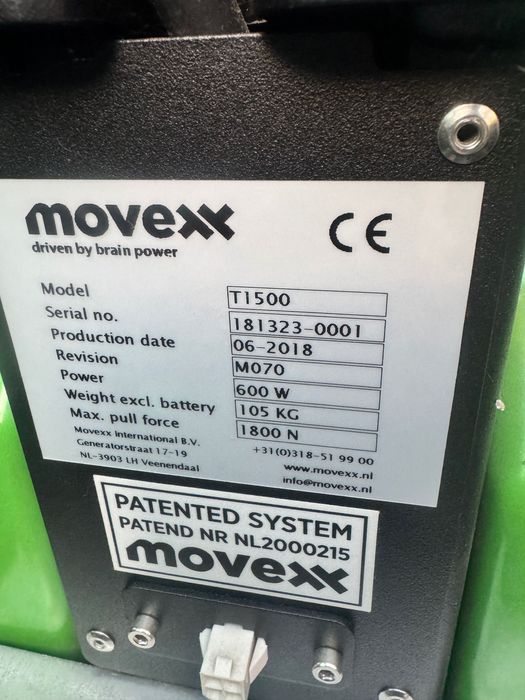 movexx
driven by brain power
CE
Model T1500
Serial no. 181323-0001
Production date 06-2018
Revision M070
Power 600 W
Weight excl. battery 105 KG
Max. pull force 1800 N
Movexx International B.V. +31(0)318-51 99 00
Generatorstraat 17-19 www.movexx.nl
NL-3903 LH Veenendaal info@movexx.nl
PATENTED SYSTEM
PATEND NR NL2000215
movexx